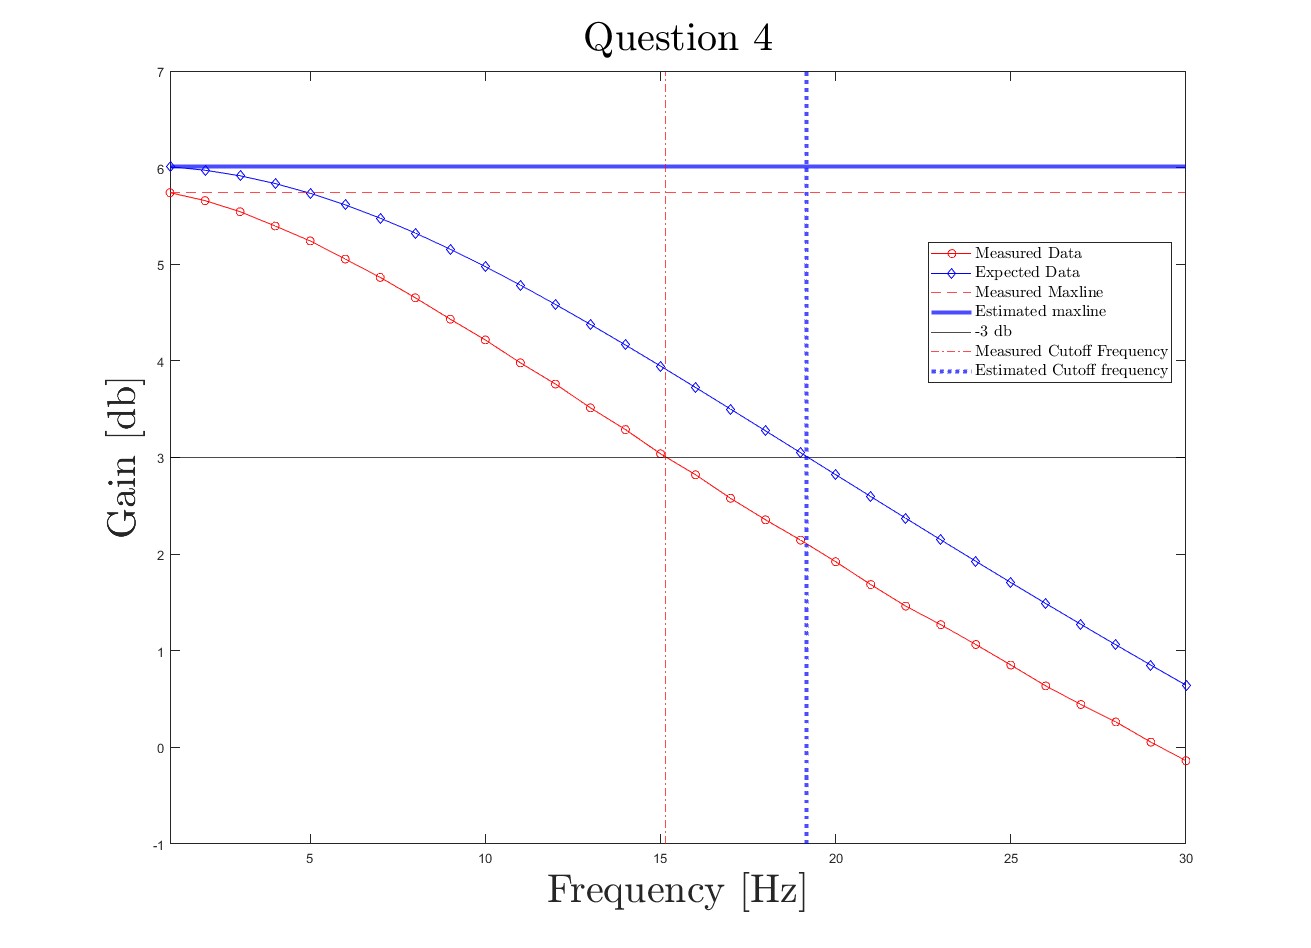 Question 4
7
6
5
4
3
2
1
0
-1
Gain [db]
Measured Data
Expected Data
Measured Maxline
Estimated maxline
-3 db
Measured Cutoff Frequency
Estimated Cutoff frequency
5 10 15 20 25 30
Frequency [Hz]